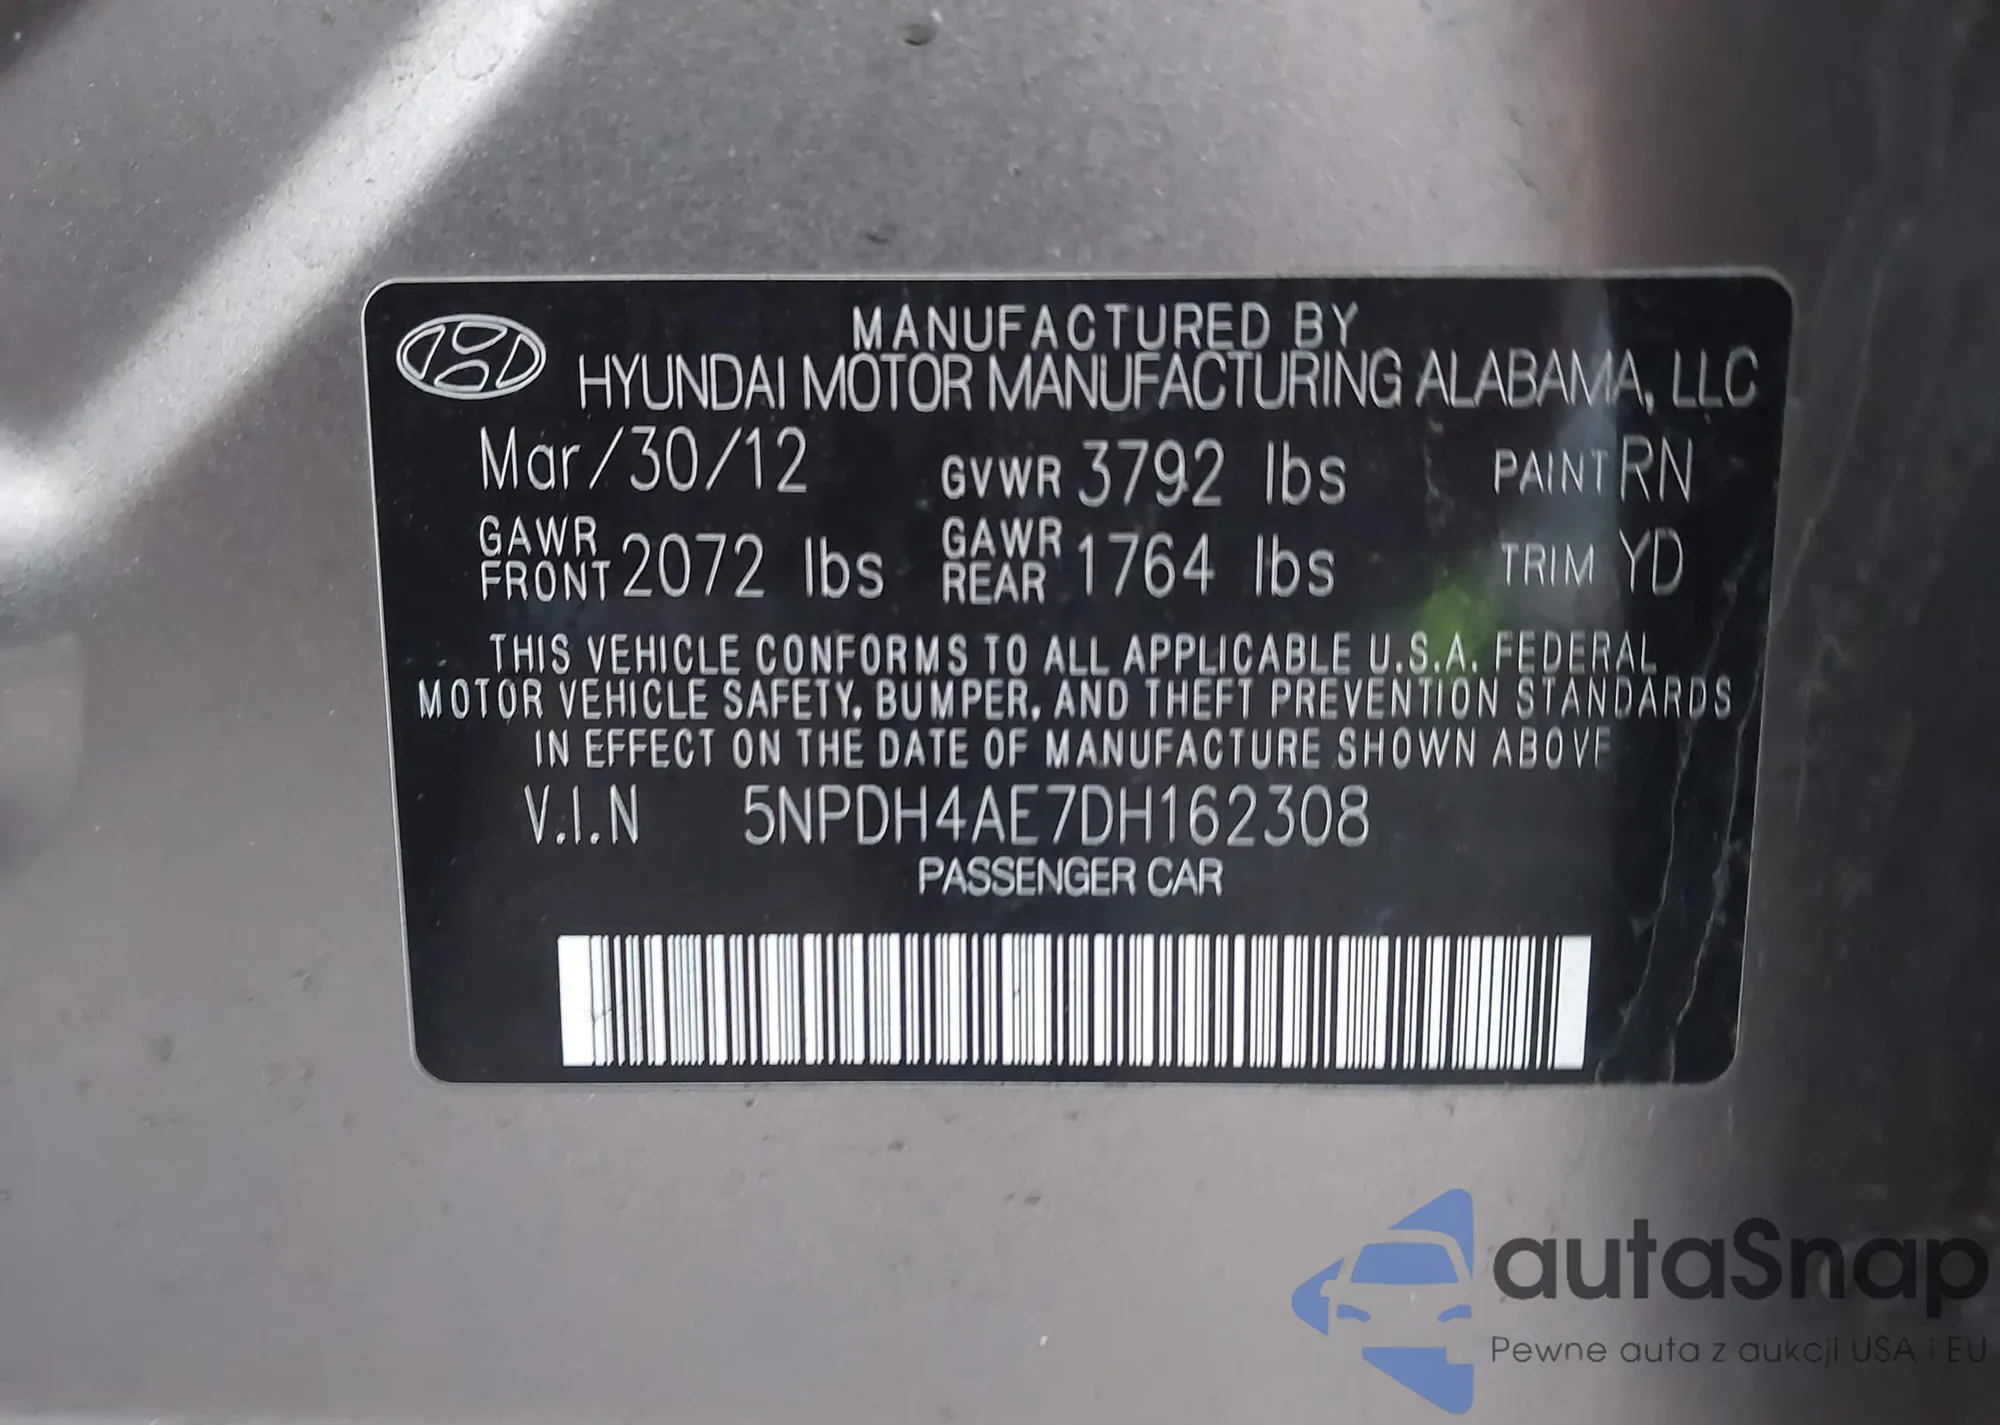 MANUFACTURED BY
HYUNDAI MOTOR MANUFACTURING ALABAMA, LLC
Mar/30/12 GVWR 3792 lbs PAINT RN
GAWR FRONT 2072 lbs GAWR REAR 1764 lbs TRIM YD
THIS VEHICLE CONFORMS TO ALL APPLICABLE U.S.A. FEDERAL
MOTOR VEHICLE SAFETY, BUMPER, AND THEFT PREVENTION STANDARDS
IN EFFECT ON THE DATE OF MANUFACTURE SHOWN ABOVE
V.I.N 5NPDH4AE7DH162308
PASSENGER CAR
autaSnap
Pewne auta z aukcji USA i EU